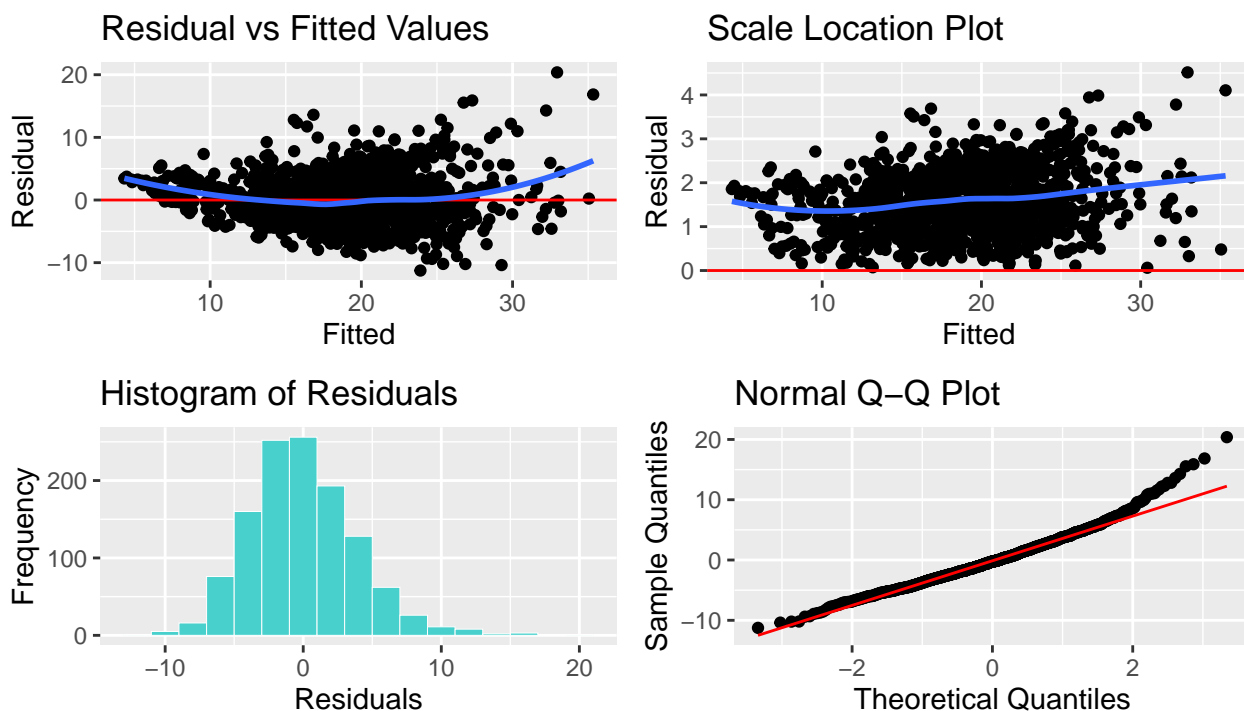 Residual vs Fitted Values
Residual
20
10
0
−10
10
20
30
Fitted
Scale Location Plot
Residual
4
3
2
1
0
10
20
30
Fitted
Histogram of Residuals
Frequency
200
100
0
−10
0
10
20
Residuals
Normal Q−Q Plot
Sample Quantiles
20
10
0
−10
−2
0
2
Theoretical Quantiles